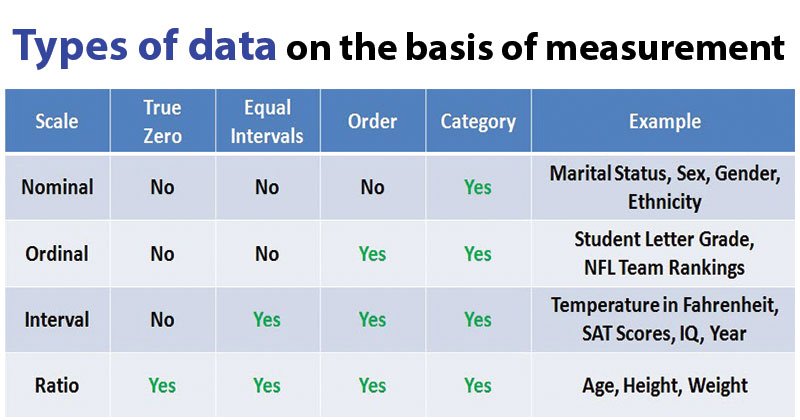 Types of data on the basis of measurement
Scale True Zero Equal Intervals Order Category Example
Nominal No No No Yes Marital Status, Sex, Gender, Ethnicity
Ordinal No No Yes Yes Student Letter Grade, NFL Team Rankings
Interval No Yes Yes Yes Temperature in Fahrenheit, SAT Scores, IQ, Year
Ratio Yes Yes Yes Yes Age, Height, Weight